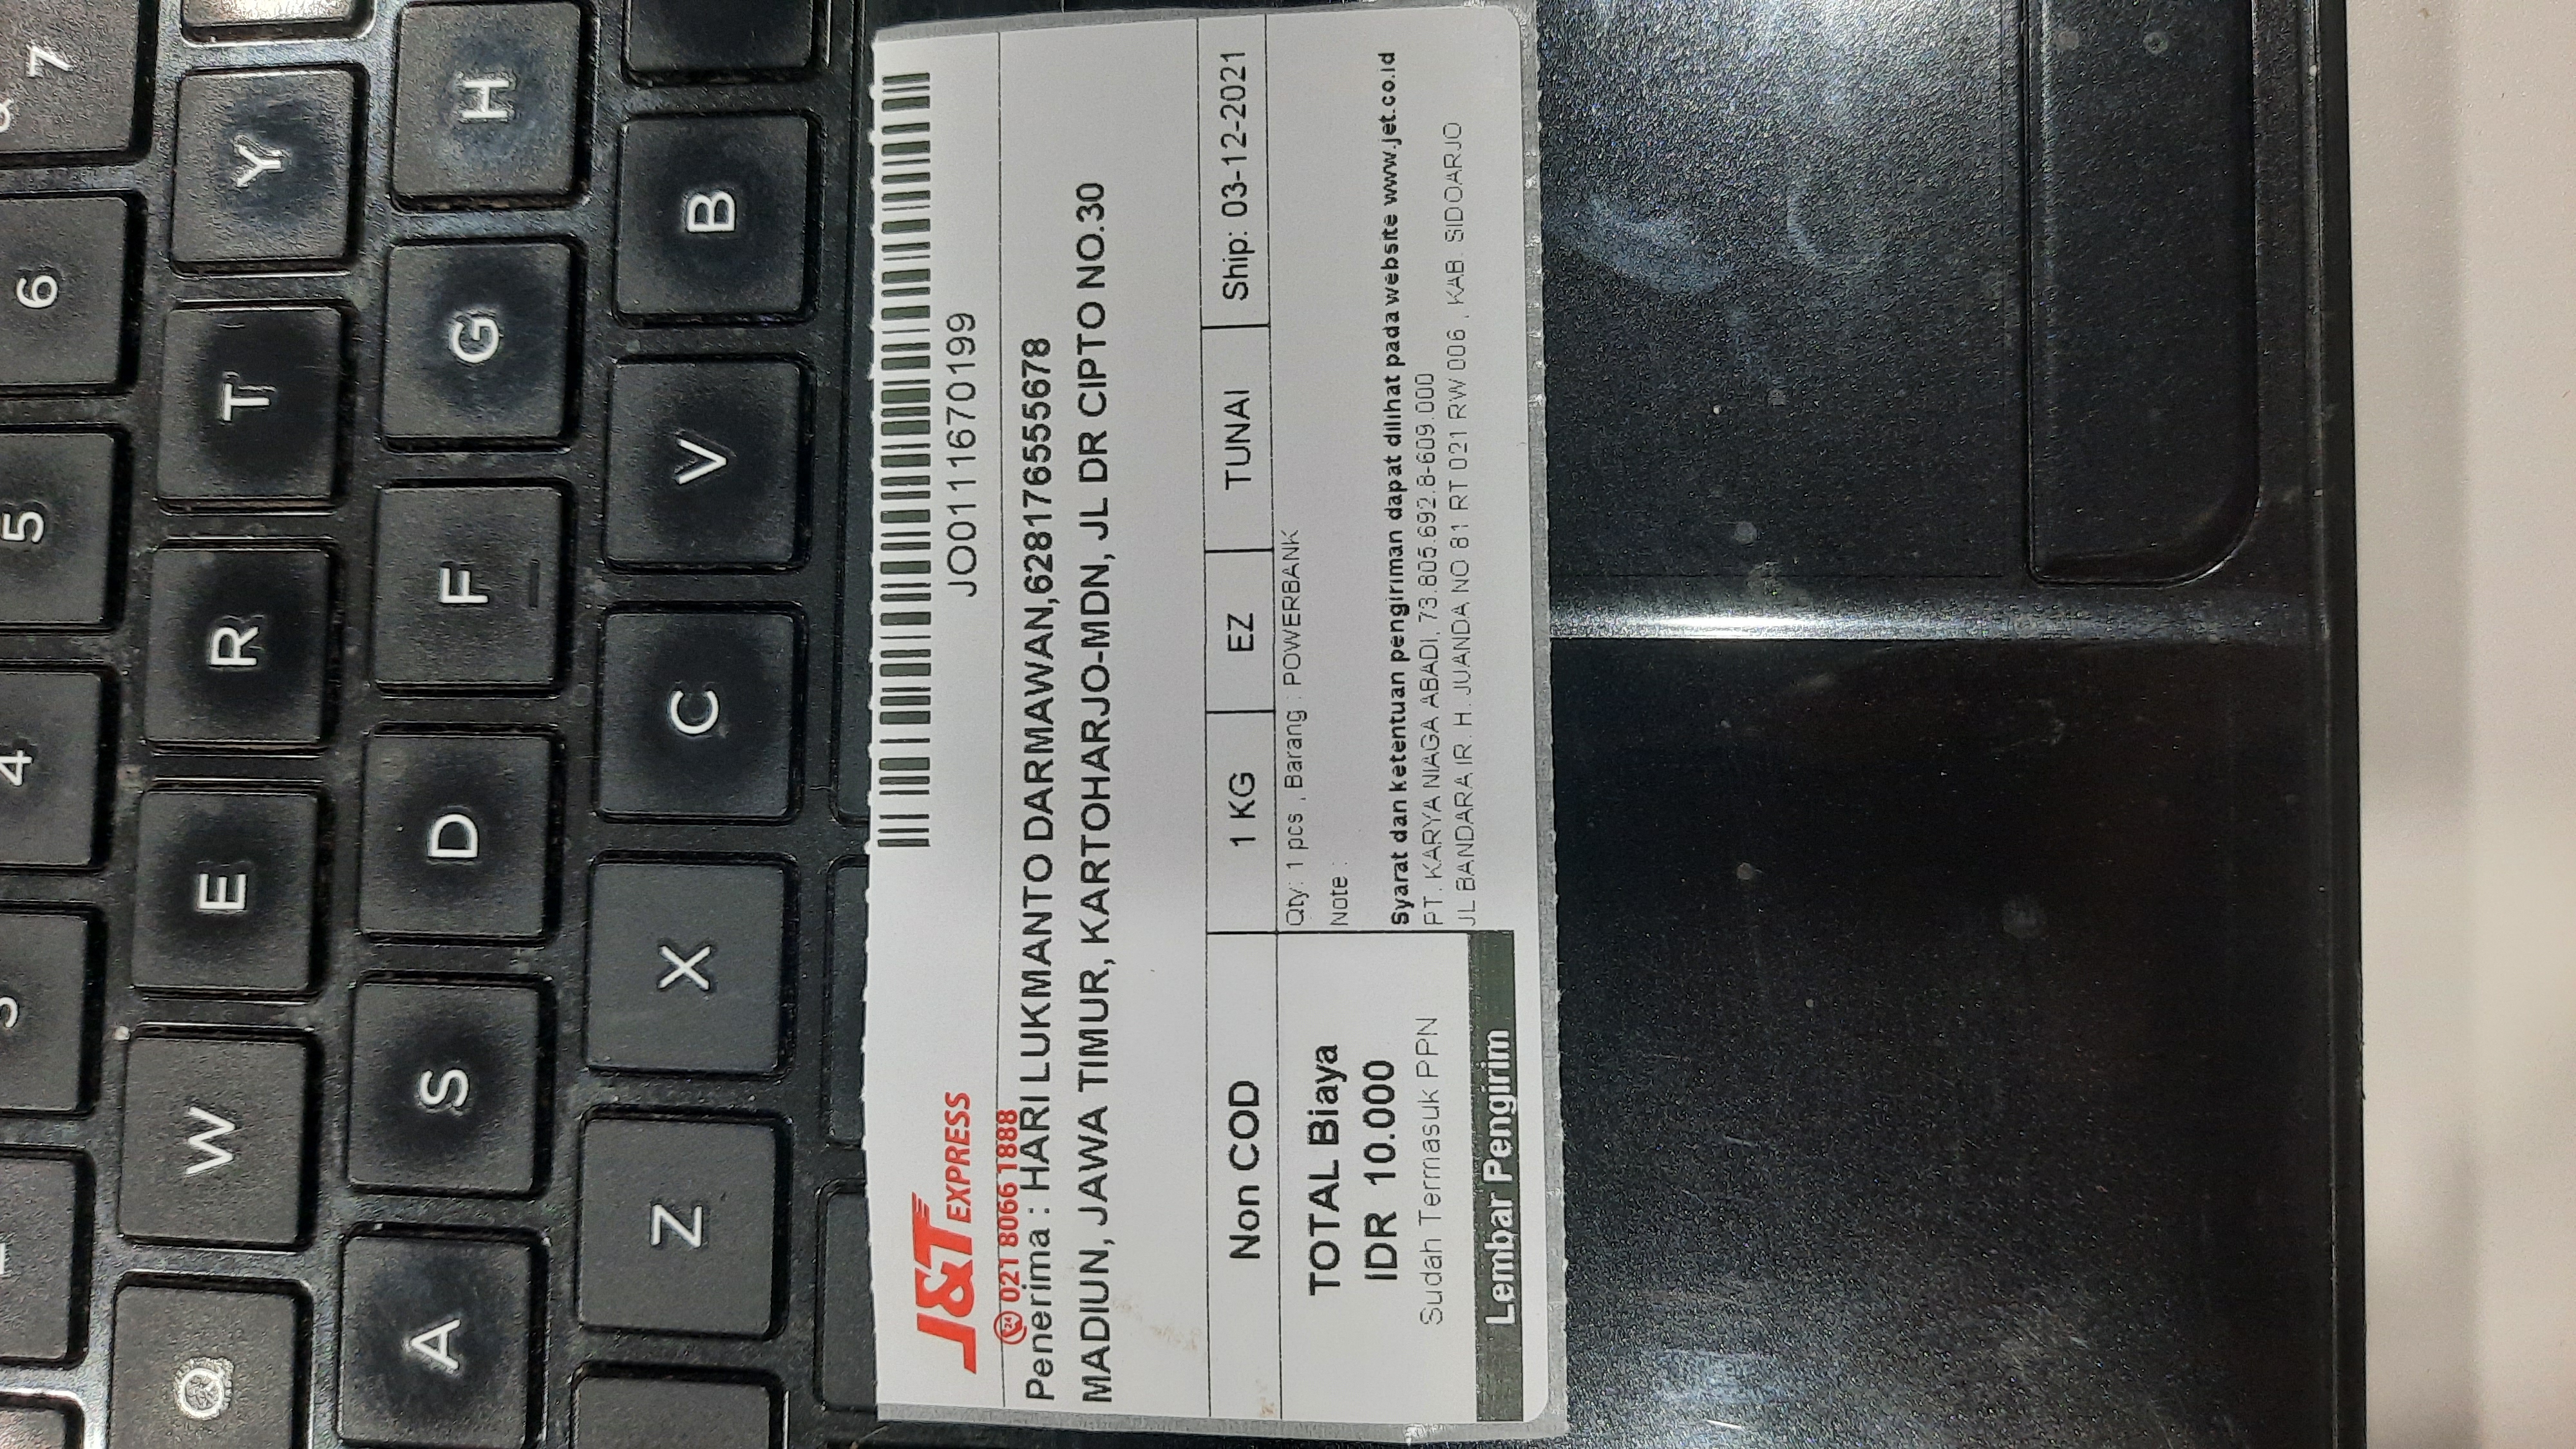 3 4 5 6 7
Q W E R T Y
A S D F G H
Z X C V B
J&T EXPRESS
JO0111670199
24 021 8066 1888
Penerima : HARI LUKMANTO DARMAWAN,628176555678
MADIUN, JAWA TIMUR, KARTOHARJO-MDN, JL DR CIPTO NO.30
Non COD 1 KG EZ TUNAI Ship: 03-12-2021
TOTAL Biaya
IDR 10.000
Sudah Termasuk PPN
Lembar Pengirim
Qty: 1 pcs , Barang : POWERBANK
Note :
Syarat dan ketentuan pengiriman dapat dilihat pada website www.jet.co.id
PT. KARYA NIAGA ABADI, 73.805.692.8-609.000
JL BANDARA IR. H. JUANDA NO 81 RT 021 RW 006 , KAB. SIDOARJO